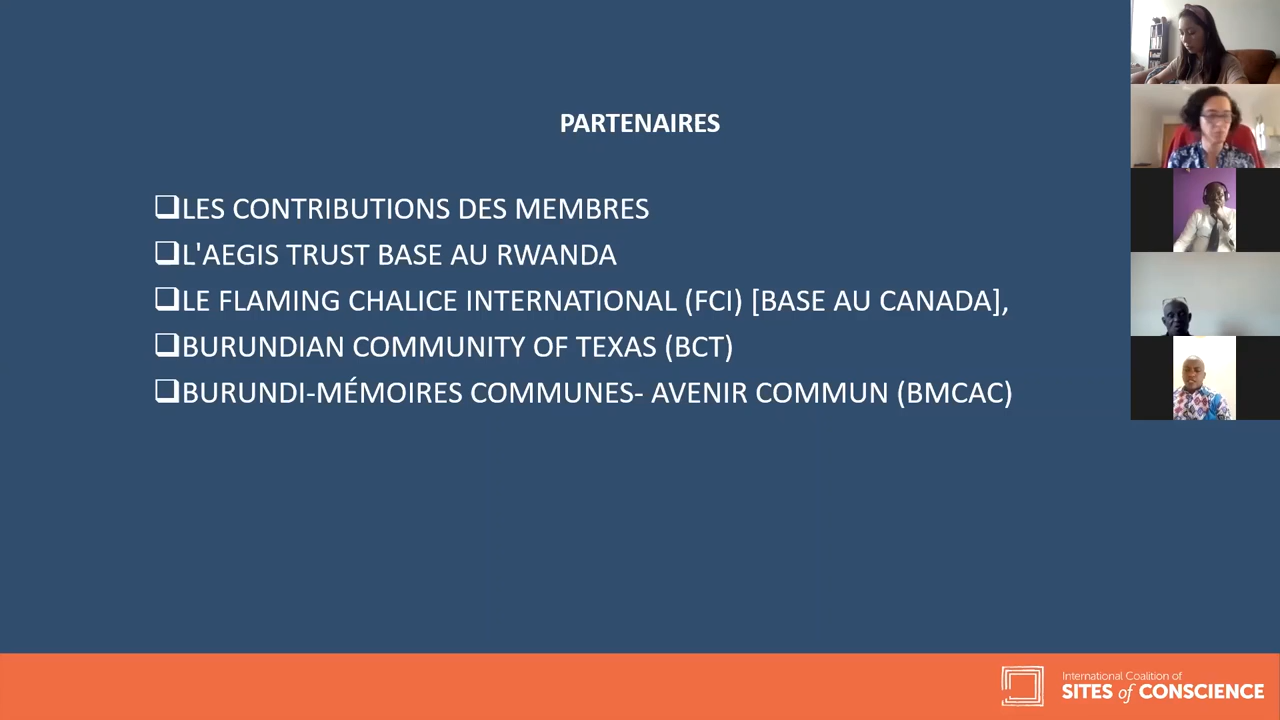 PARTENAIRES
LES CONTRIBUTIONS DES MEMBRES
L'AEGIS TRUST BASE AU RWANDA
LE FLAMING CHALICE INTERNATIONAL (FCI) [BASE AU CANADA],
BURUNDIAN COMMUNITY OF TEXAS (BCT)
BURUNDI-MÉMOIRES COMMUNES- AVENIR COMMUN (BMCAC)
International Coalition of
SITES of CONSCIENCE